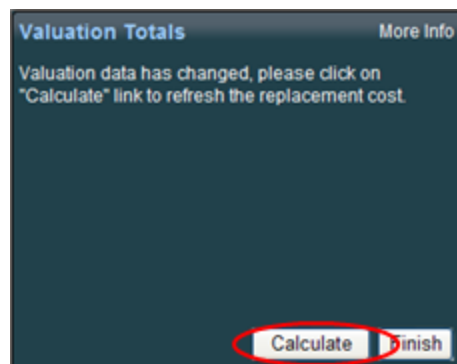 Valuation Totals More Info
Valuation data has changed, please click on
"Calculate" link to refresh the replacement cost.
Calculate Finish